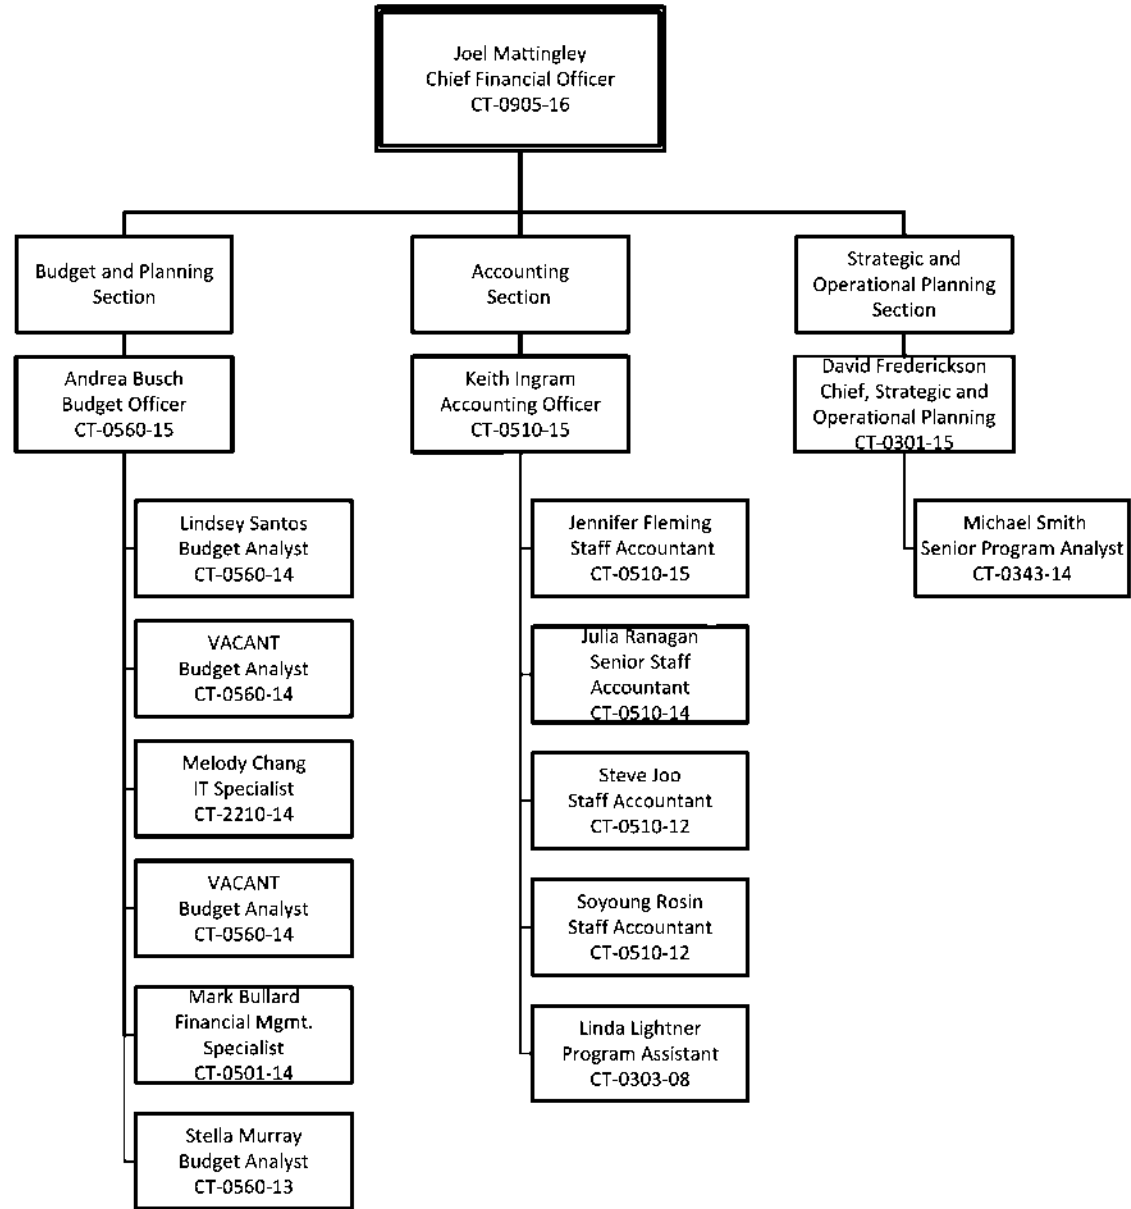 Joel Mattingley
Chief Financial Officer
CT-0905-16
Budget and Planning
Section
Accounting
Section
Strategic and
Operational Planning
Section
Andrea Busch
Budget Officer
CT-0560-15
Keith Ingram
Accounting Officer
CT-0510-15
David Frederickson
Chief, Strategic and
Operational Planning
CT-0301-15
Lindsey Santos
Budget Analyst
CT-0560-14
VACANT
Budget Analyst
CT-0560-14
Melody Chang
IT Specialist
CT-2210-14
VACANT
Budget Analyst
CT-0560-14
Mark Bullard
Financial Mgmt.
Specialist
CT-0501-14
Stella Murray
Budget Analyst
CT-0560-13
Jennifer Fleming
Staff Accountant
CT-0510-15
Julia Ranagan
Senior Staff
Accountant
CT-0510-14
Steve Joo
Staff Accountant
CT-0510-12
Soyoung Rosin
Staff Accountant
CT-0510-12
Linda Lightner
Program Assistant
CT-0303-08
Michael Smith
Senior Program Analyst
CT-0343-14